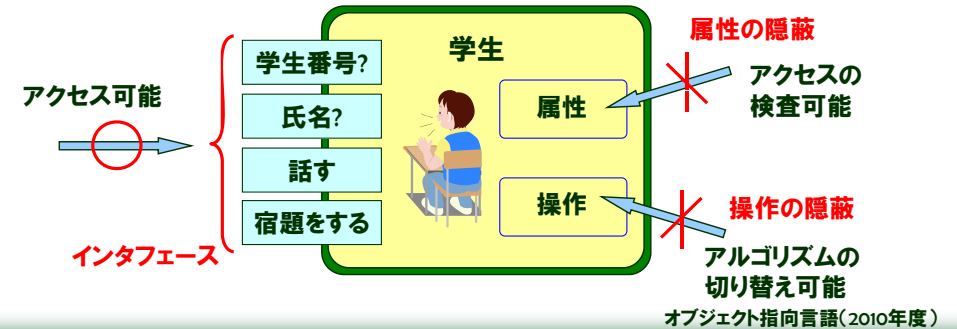 アクセス可能
学生番号?
氏名?
話す
宿題をする
インタフェース
学生
属性
操作
属性の隠蔽
アクセスの
検査可能
操作の隠蔽
アルゴリズムの
切り替え可能
オブジェクト指向言語（2010年度）